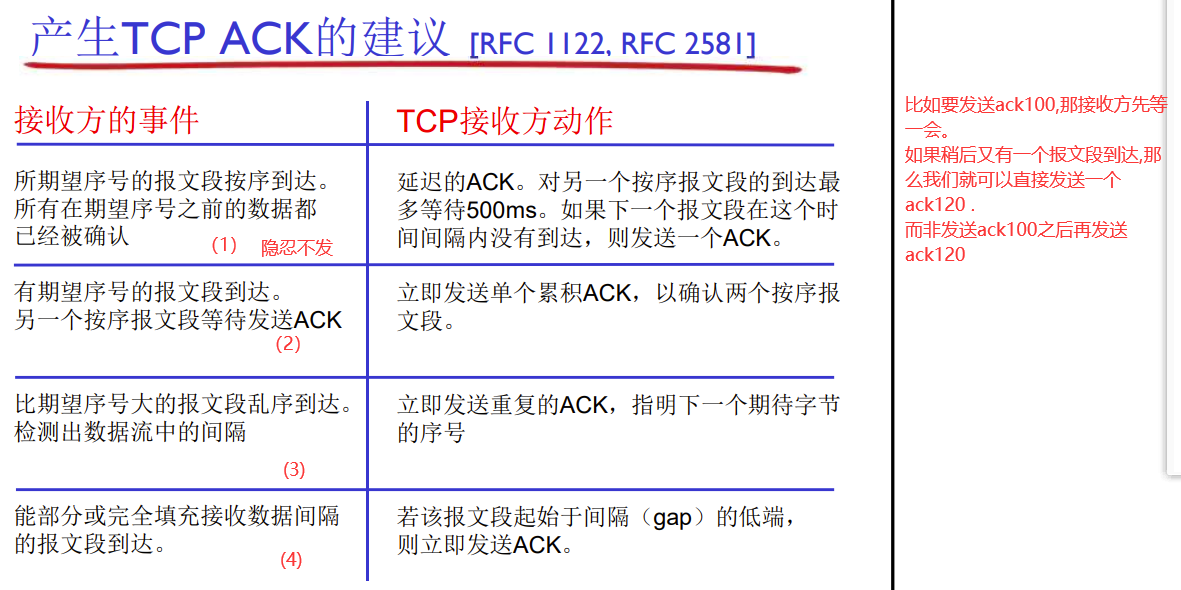 产生TCP ACK的建议 [RFC 1122, RFC 2581]
接收方的事件
TCP接收方动作
所期望序号的报文段按序到达。
所有在期望序号之前的数据都
已经被确认
（1） 隐忍不发
延迟的ACK。对另一个按序报文段的到达最
多等待500ms。如果下一个报文段在这个时
间间隔内没有到达，则发送一个ACK。
有期望序号的报文段到达。
另一个按序报文段等待发送ACK
（2）
立即发送单个累积ACK，以确认两个按序报
文段。
比期望序号大的报文段乱序到达。
检测出数据流中的间隔
(3)
立即发送重复的ACK，指明下一个期待字节
的序号
能部分或完全填充接收数据间隔
的报文段到达。
(4)
若该报文段起始于间隔（gap）的低端，
则立即发送ACK。
比如要发送ack100,那接收方先等
一会。
如果稍后又有一个报文段到达,那
么我们就可以直接发送一个
ack120 .
而非发送ack100之后再发送
ack120